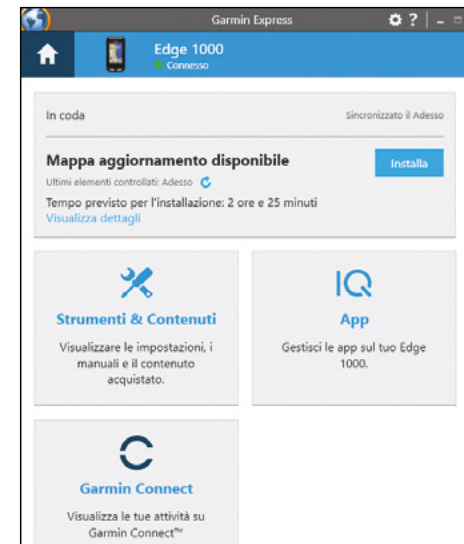 Garmin Express
?
Edge 1000
Connesso
In coda
Sincronizzato il Adesso
Mappa aggiornamento disponibile
Installa
Ultimi elementi controllati: Adesso
Tempo previsto per l'installazione: 2 ore e 25 minuti
Visualizza dettagli
IQ
Strumenti & Contenuti
App
Visualizzare le impostazioni, i
manuali e il contenuto
acquistato.
Gestisci le app sul tuo Edge
1000.
Garmin Connect
Visualizza le tue attività su
Garmin Connect™